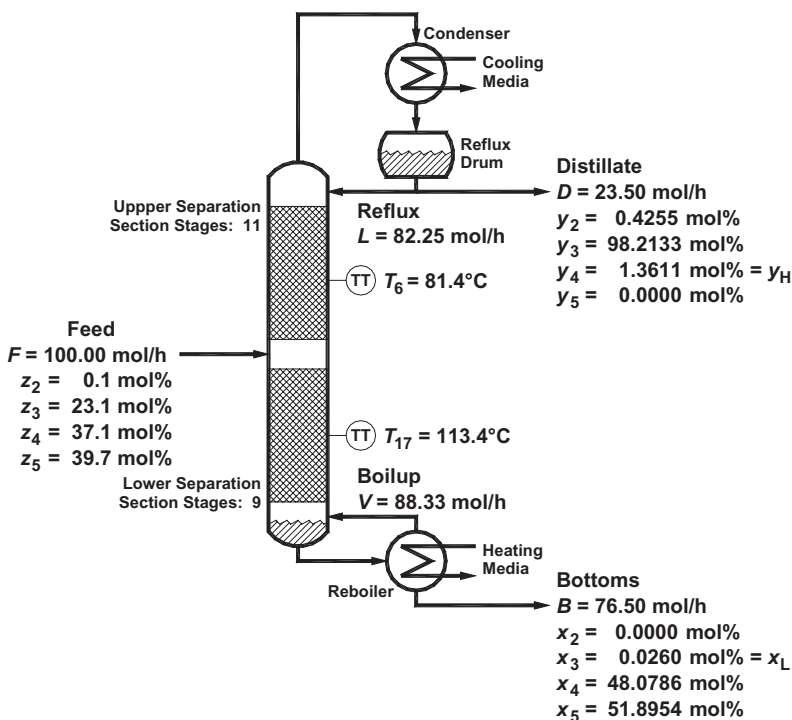 Condenser
Cooling
Media
Reflux
Drum
Distillate
D = 23.50 mol/h
y2 = 0.4255 mol%
y3 = 98.2133 mol%
y4 = 1.3611 mol% = yH
y5 = 0.0000 mol%
Uppper Separation
Section Stages: 11
Reflux
L = 82.25 mol/h
TT T6 = 81.4°C
Feed
F = 100.00 mol/h
z2 = 0.1 mol%
z3 = 23.1 mol%
z4 = 37.1 mol%
z5 = 39.7 mol%
TT T17 = 113.4°C
Lower Separation
Section Stages: 9
Boilup
V = 88.33 mol/h
Heating
Media
Reboiler
Bottoms
B = 76.50 mol/h
x2 = 0.0000 mol%
x3 = 0.0260 mol% = xL
x4 = 48.0786 mol%
x5 = 51.8954 mol%